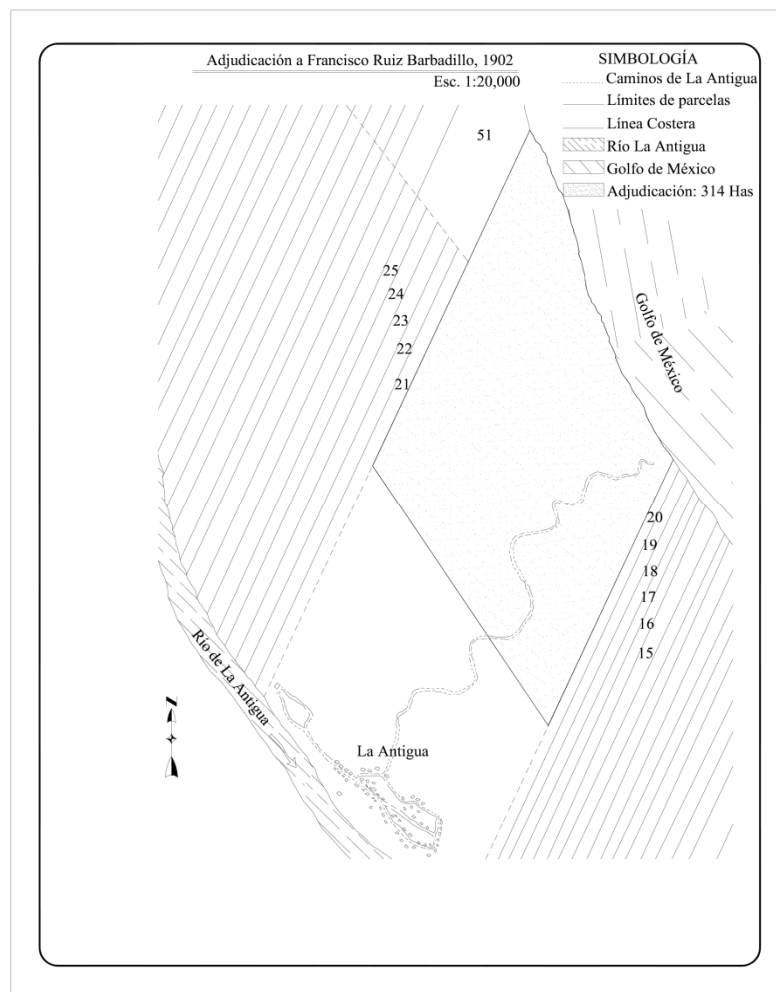 Adjudicación a Francisco Ruiz Barbadillo, 1902
Esc. 1:20,000
SIMBOLOGÍA
Caminos de La Antigua
Límites de parcelas
Línea Costera
Río La Antigua
Golfo de México
Adjudicación: 314 Has
51
25
24
23
22
21
Golfo de México
20
19
18
17
16
15
Río de La Antigua
N
La Antigua